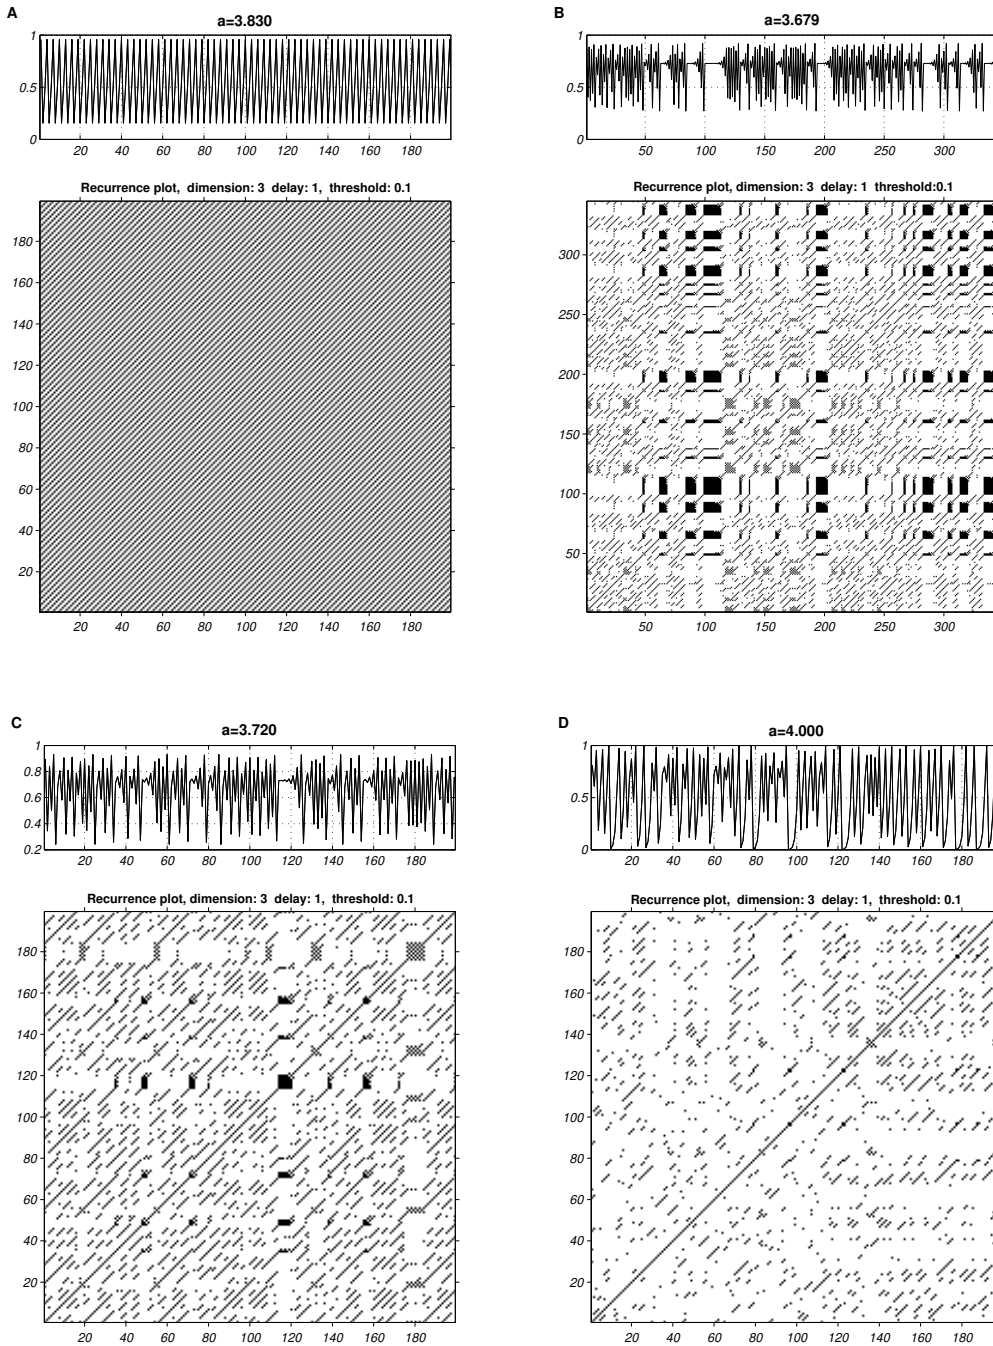 A
a=3.830
1
0.5
0
20 40 60 80 100 120 140 160 180
Recurrence plot, dimension: 3 delay: 1, threshold: 0.1
180
160
140
120
100
80
60
40
20
20 40 60 80 100 120 140 160 180
B
a=3.679
1
0.5
0
50 100 150 200 250 300
Recurrence plot, dimension: 3 delay: 1 threshold:0.1
300
250
200
150
100
50
50 100 150 200 250 300
C
a=3.720
1
0.8
0.6
0.4
0.2
20 40 60 80 100 120 140 160 180
Recurrence plot, dimension: 3 delay: 1, threshold: 0.1
180
160
140
120
100
80
60
40
20
20 40 60 80 100 120 140 160 180
D
a=4.000
1
0.5
0
20 40 60 80 100 120 140 160 180
Recurrence plot, dimension: 3 delay: 1, threshold: 0.1
180
160
140
120
100
80
60
40
20
20 40 60 80 100 120 140 160 180